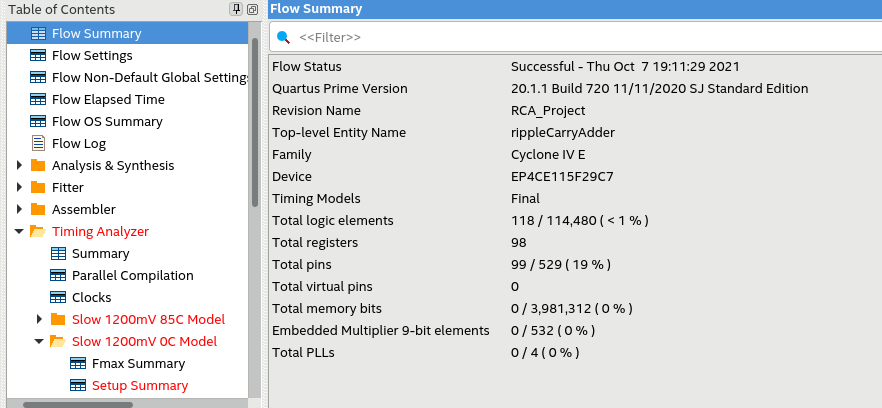 Table of Contents
Flow Summary
Flow Settings
Flow Non-Default Global Settings
Flow Elapsed Time
Flow OS Summary
Flow Log
Analysis & Synthesis
Fitter
Assembler
Timing Analyzer
Summary
Parallel Compilation
Clocks
Slow 1200mV 85C Model
Slow 1200mV 0C Model
Fmax Summary
Setup Summary
Flow Summary
<<Filter>>
Flow Status Successful - Thu Oct 7 19:11:29 2021
Quartus Prime Version 20.1.1 Build 720 11/11/2020 SJ Standard Edition
Revision Name RCA_Project
Top-level Entity Name rippleCarryAdder
Family Cyclone IV E
Device EP4CE115F29C7
Timing Models Final
Total logic elements 118 / 114,480 ( < 1 % )
Total registers 98
Total pins 99 / 529 ( 19 % )
Total virtual pins 0
Total memory bits 0 / 3,981,312 ( 0 % )
Embedded Multiplier 9-bit elements 0 / 532 ( 0 % )
Total PLLs 0 / 4 ( 0 % )